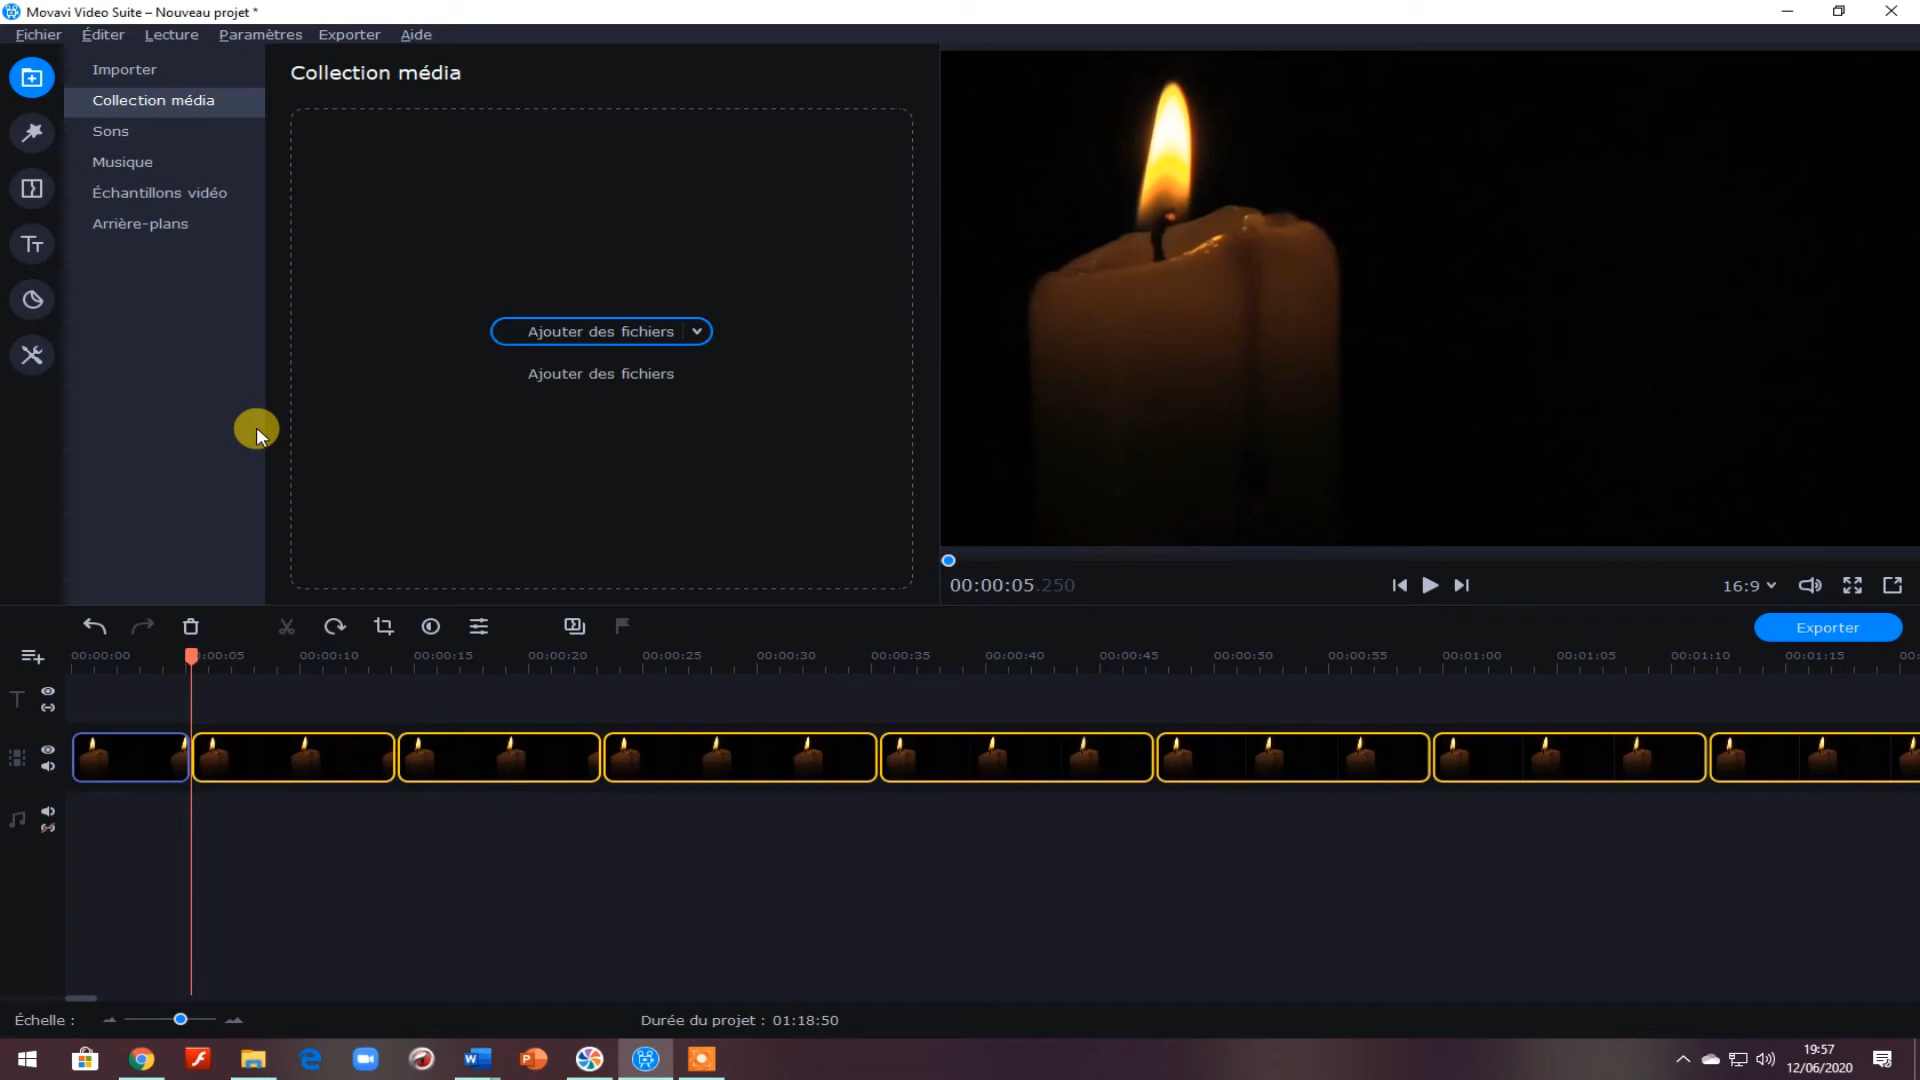 Movavi Video Suite – Nouveau projet *
Fichier Éditer Lecture Paramètres Exporter Aide
Importer
Collection média
Sons
Musique
Échantillons vidéo
Arrière-plans
Collection média
Ajouter des fichiers
Ajouter des fichiers
00:00:05.250
16:9
Exporter
00:00:00 00:00:05 00:00:10 00:00:15 00:00:20 00:00:25 00:00:30 00:00:35 00:00:40 00:00:45 00:00:50 00:00:55 00:01:00 00:01:05 00:01:10 00:01:15 00:
Échelle :
Durée du projet : 01:18:50
19:57
12/06/2020